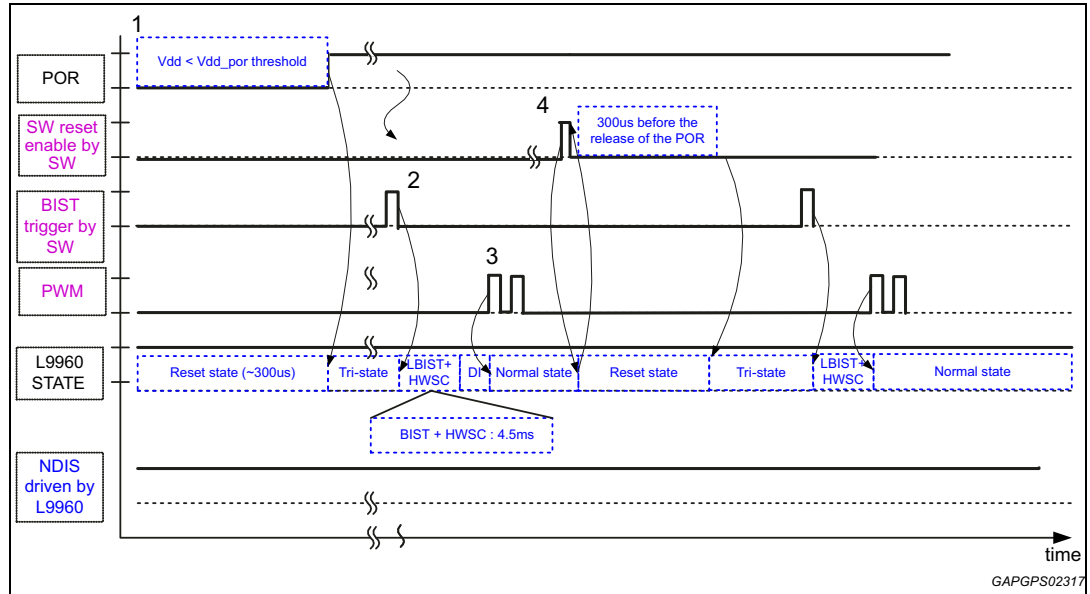 1
POR
Vdd < Vdd_por threshold
SW reset
enable by
SW
4
300us before the
release of the POR
BIST
trigger by
SW
2
PWM
3
L9960
STATE
Reset state (~300us)
Tri-state
LBIST+
HWSC
DI
Normal state
Reset state
Tri-state
LBIST+
HWSC
Normal state
BIST + HWSC : 4.5ms
NDIS
driven by
L9960
time
GAPGPS02317